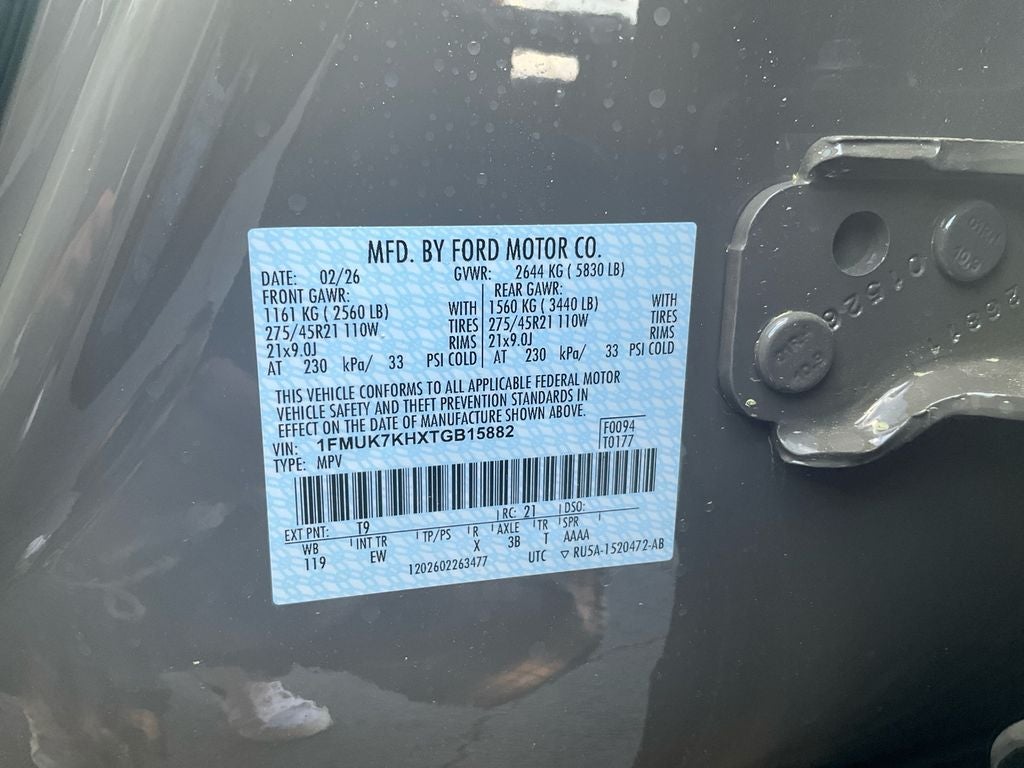 MFD. BY FORD MOTOR CO.
DATE: 02/26 GVWR: 2644 KG ( 5830 LB)
FRONT GAWR: REAR GAWR:
1161 KG ( 2560 LB) WITH 1560 KG ( 3440 LB) WITH
275/45R21 110W TIRES 275/45R21 110W TIRES
21x9.0J RIMS 21x9.0J RIMS
AT 230 kPa/ 33 PSI COLD AT 230 kPa/ 33 PSI COLD
THIS VEHICLE CONFORMS TO ALL APPLICABLE FEDERAL MOTOR
VEHICLE SAFETY AND THEFT PREVENTION STANDARDS IN
EFFECT ON THE DATE OF MANUFACTURE SHOWN ABOVE.
VIN: 1FMUK7KHXTGB15882 F0094
TYPE: MPV T0177
EXT PNT: T9 RC: 21 DSO:
WB INT TR TP/PS R AXLE TR SPR
119 EW X 3B T AAAA
1202602263477 UTC ▽ RU5A-1520472-AB